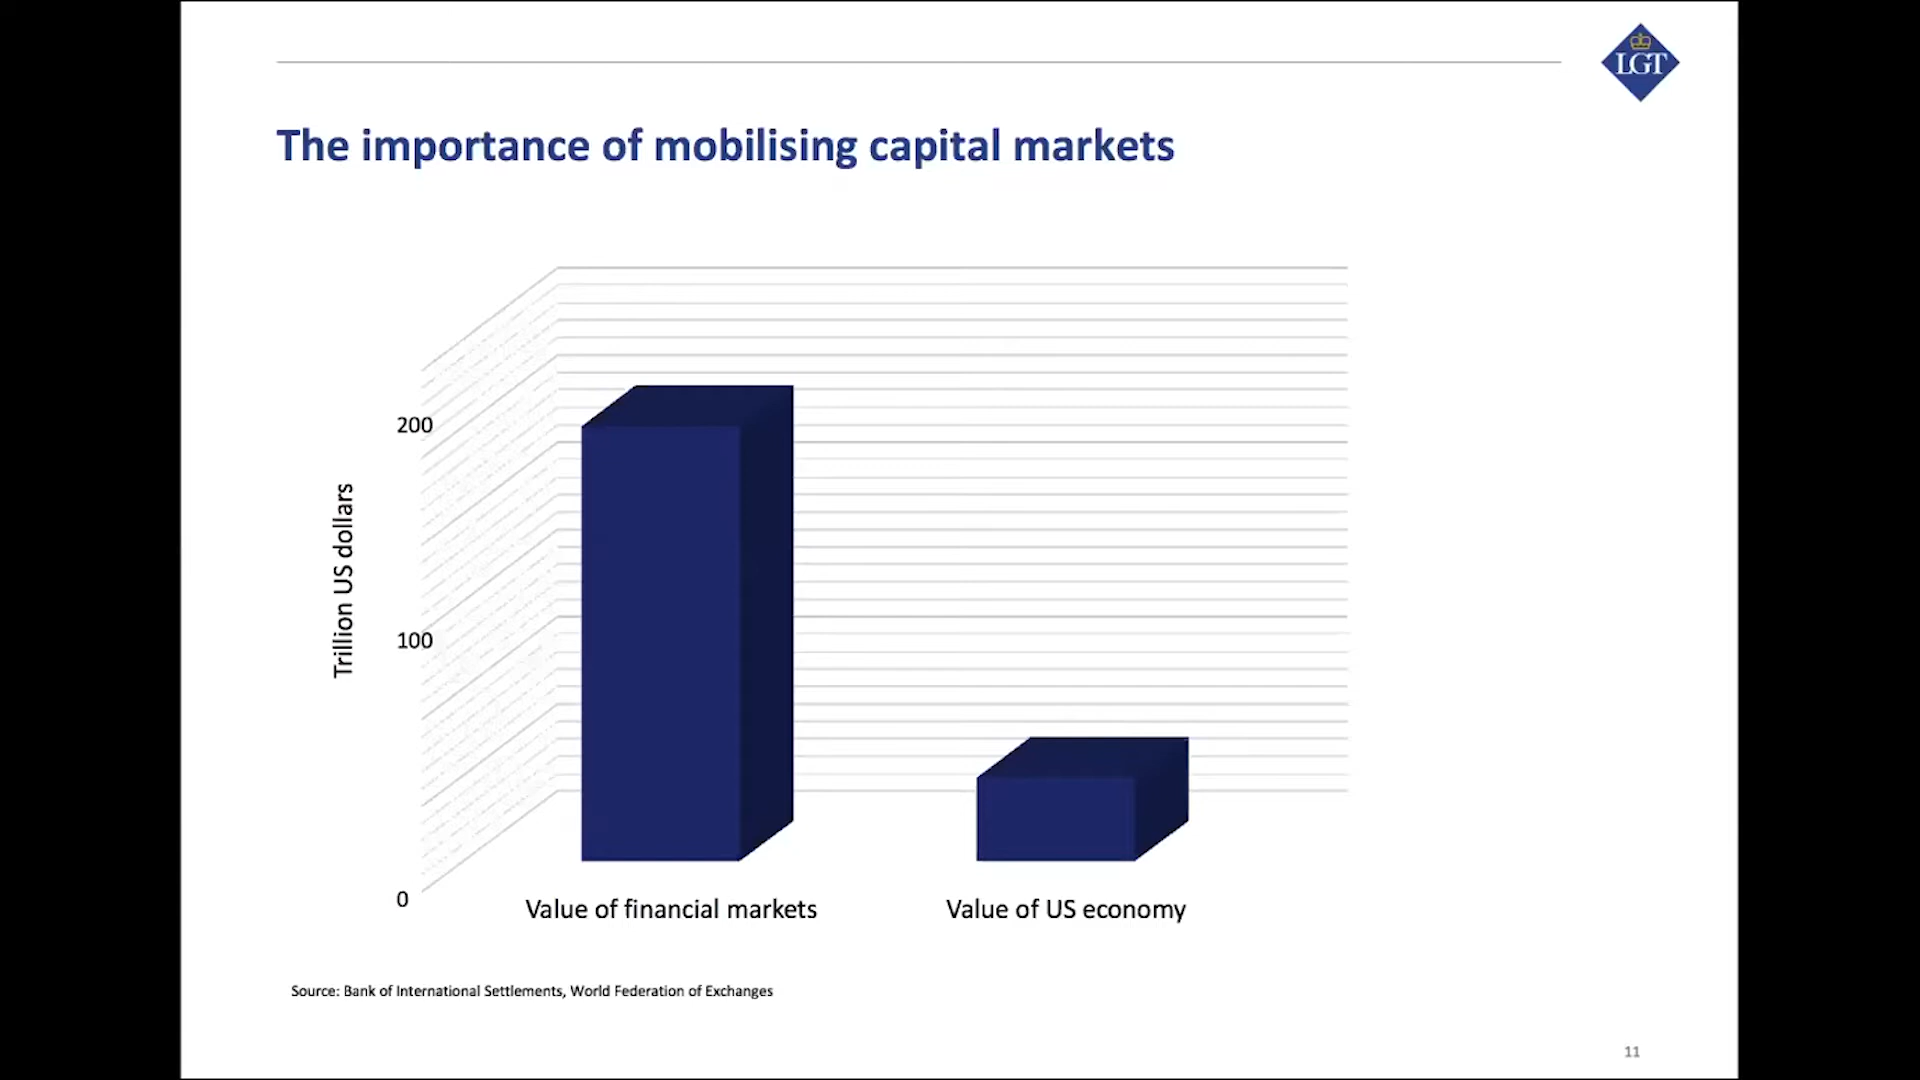 LGT
The importance of mobilising capital markets
200
100
0
Trillion US dollars
Value of financial markets
Value of US economy
Source: Bank of International Settlements, World Federation of Exchanges
11